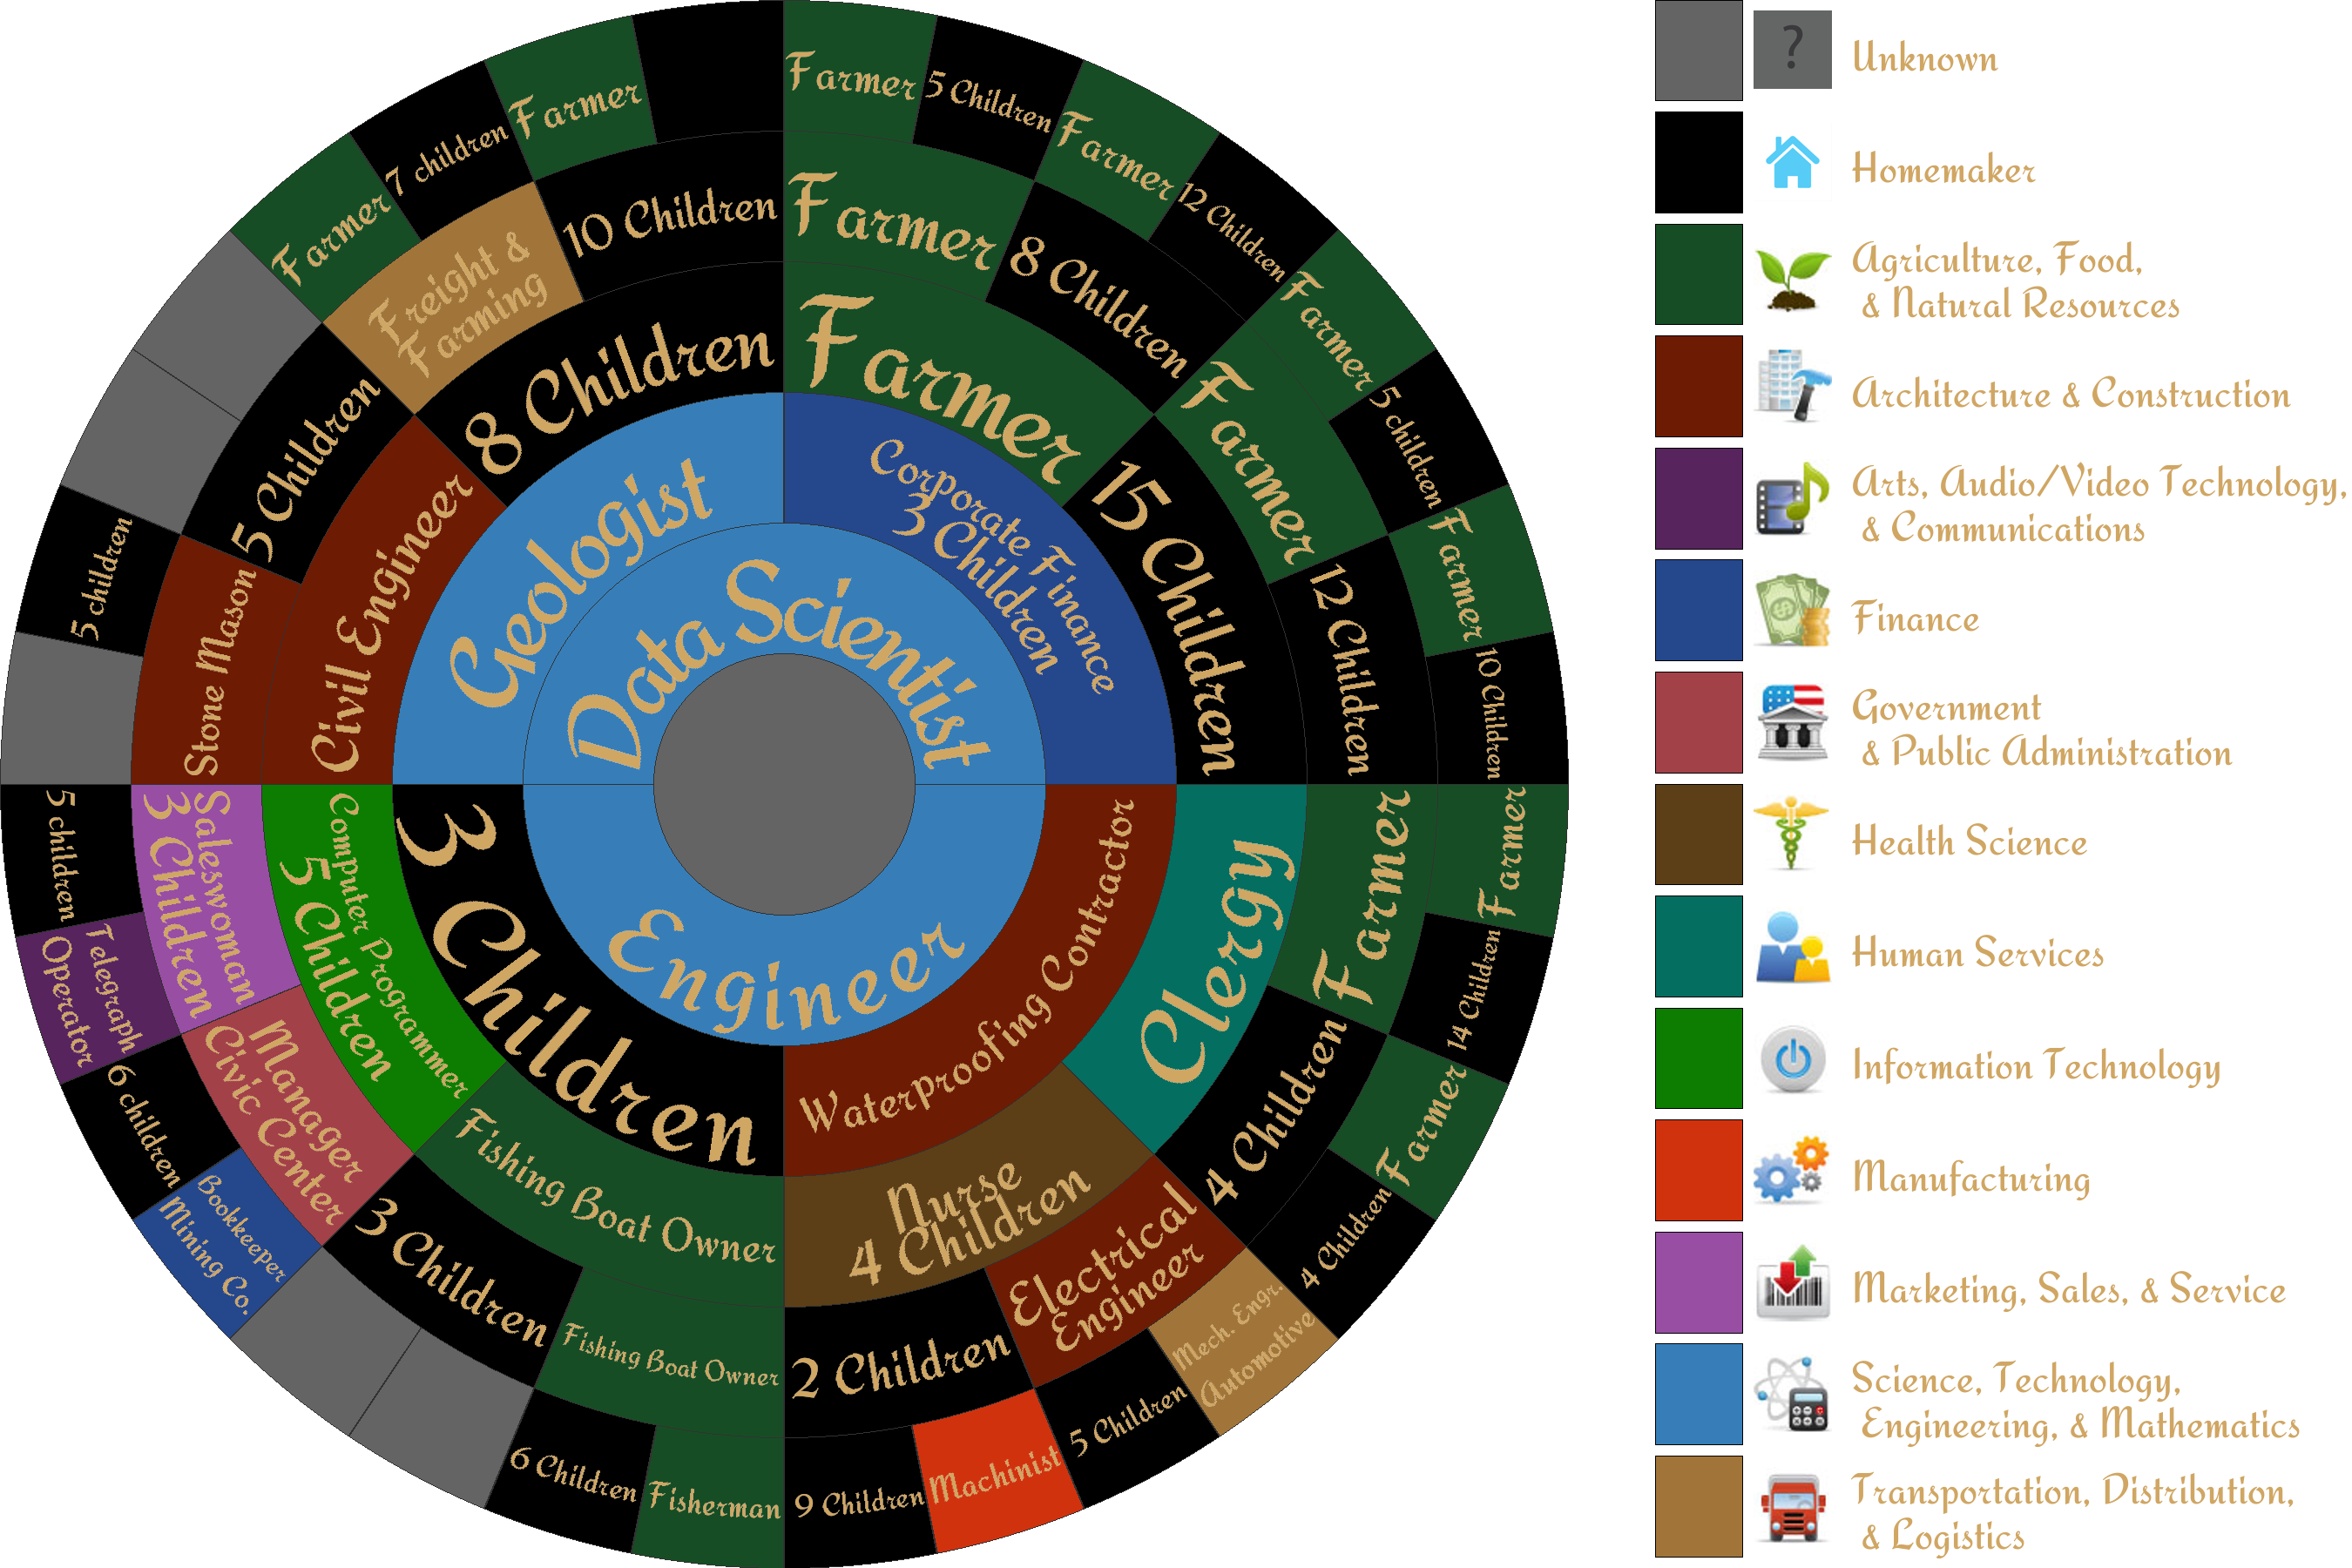 Data Scientist
Engineer
Geologist
Corporate Finance
3 Children
Waterproofing Contractor
3 Children
Civil Engineer
8 Children
Farmer
15 Children
Clergy
Nurse
4 Children
Fishing Boat Owner
Computer Programmer
5 Children
Stone Mason
5 Children
Freight &
Farming
10 Children
Farmer
8 Children
Farmer
12 Children
Farmer
4 Children
Electrical
Engineer
2 Children
Fishing Boat Owner
3 Children
Manager
Civic Center
Saleswoman
3 Children
5 children
Farmer
7 children
Farmer
Farmer
5 Children
Farmer
12 Children
Farmer
5 children
Farmer
10 Children
Farmer
14 Children
Farmer
4 Children
Mech. Engr.
Automotive
5 Children
Machinist
9 Children
Fisherman
6 Children
Bookkeeper
Mining Co.
6 children
Telegraph
Operator
5 children
?
Unknown
Homemaker
Agriculture, Food,
& Natural Resources
Architecture & Construction
Arts, Audio/Video Technology,
& Communications
Finance
Government
& Public Administration
Health Science
Human Services
Information Technology
Manufacturing
Marketing, Sales, & Service
Science, Technology,
Engineering, & Mathematics
Transportation, Distribution,
& Logistics